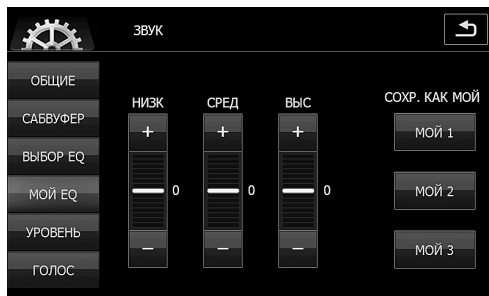 ЗВУК
ОБЩИЕ
САБВУФЕР
ВЫБОР EQ
МОЙ EQ
УРОВЕНЬ
ГОЛОС
НИЗК СРЕД ВЫС
+ + +
0 0 0
− − −
СОХР. КАК МОЙ
МОЙ 1
МОЙ 2
МОЙ 3